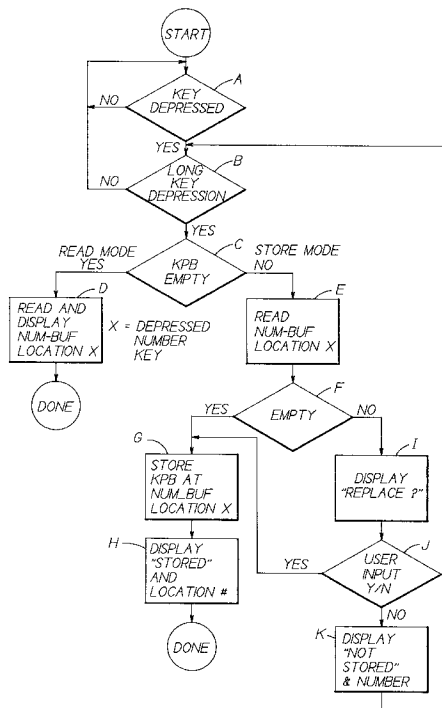 START
A
KEY
DEPRESSED
NO
YES
B
LONG
KEY
DEPRESSION
NO
YES
C
KPB
EMPTY
READ MODE
YES
STORE MODE
NO
D
READ AND
DISPLAY
NUM-BUF
LOCATION X
X = DEPRESSED
NUMBER
KEY
E
READ
NUM-BUF
LOCATION X
DONE
F
EMPTY
YES
NO
G
STORE
KPB AT
NUM_BUF
LOCATION X
I
DISPLAY
"REPLACE ?"
H
DISPLAY
"STORED"
AND
LOCATION #
J
USER
INPUT
Y/N
YES
NO
DONE
K
DISPLAY
"NOT
STORED"
& NUMBER